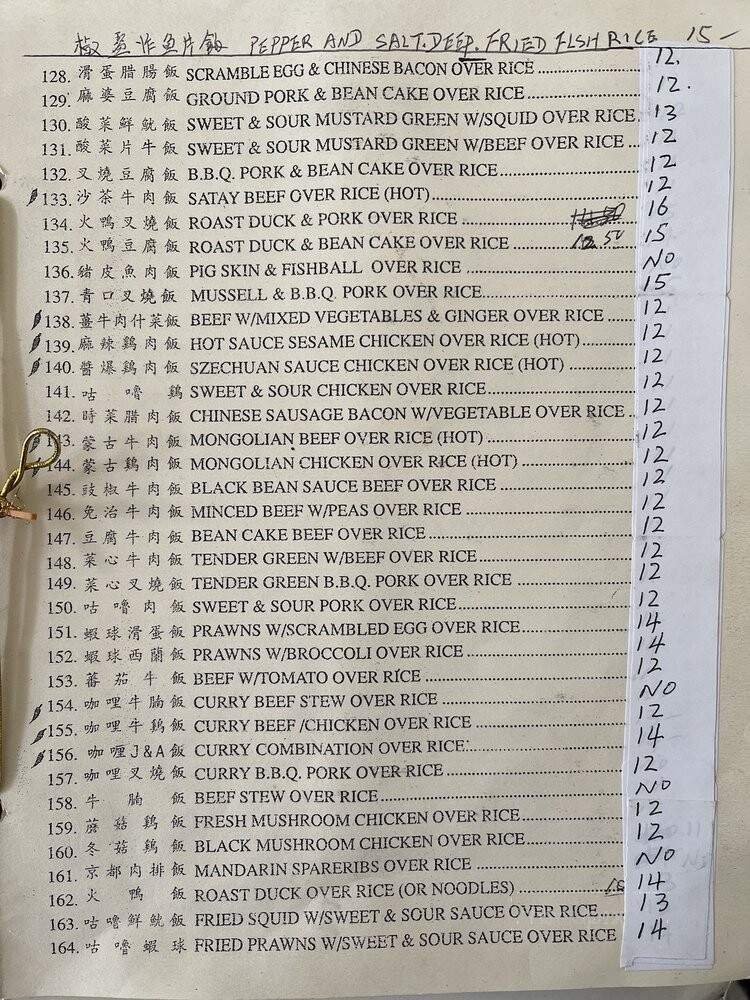 椒鹽炸魚片飯 PEPPER AND SALT. DEEP. FRIED FISH RICE 15 —
128. 滑蛋腊腸飯 SCRAMBLE EGG & CHINESE BACON OVER RICE 12.
129. 麻婆豆腐飯 GROUND PORK & BEAN CAKE OVER RICE 12.
130. 酸菜鮮魷飯 SWEET & SOUR MUSTARD GREEN W/SQUID OVER RICE 13
131. 酸菜片牛飯 SWEET & SOUR MUSTARD GREEN W/BEEF OVER RICE 12
132. 叉燒豆腐飯 B.B.Q. PORK & BEAN CAKE OVER RICE 12
133. 沙茶牛肉飯 SATAY BEEF OVER RICE (HOT) 12
134. 火鴨叉燒飯 ROAST DUCK & PORK OVER RICE 16
135. 火鴨豆腐飯 ROAST DUCK & BEAN CAKE OVER RICE 12.50 15
136. 豬皮魚肉飯 PIG SKIN & FISHBALL OVER RICE NO
137. 青口叉燒飯 MUSSELL & B.B.Q. PORK OVER RICE 15
138. 薑牛肉什菜飯 BEEF W/MIXED VEGETABLES & GINGER OVER RICE 12
139. 麻辣鷄肉飯 HOT SAUCE SESAME CHICKEN OVER RICE (HOT) 12
140. 醬爆鷄肉飯 SZECHUAN SAUCE CHICKEN OVER RICE (HOT) 12
141. 咕嚕鷄 SWEET & SOUR CHICKEN OVER RICE 12
142. 時菜腊肉飯 CHINESE SAUSAGE BACON W/VEGETABLE OVER RICE 12
143. 蒙古牛肉飯 MONGOLIAN BEEF OVER RICE (HOT) 12
144. 蒙古鷄肉飯 MONGOLIAN CHICKEN OVER RICE (HOT) 12
145. 豉椒牛肉飯 BLACK BEAN SAUCE BEEF OVER RICE 12
146. 免治牛肉飯 MINCED BEEF W/PEAS OVER RICE 12
147. 豆腐牛肉飯 BEAN CAKE BEEF OVER RICE 12
148. 菜心牛肉飯 TENDER GREEN W/BEEF OVER RICE 12
149. 菜心叉燒飯 TENDER GREEN B.B.Q. PORK OVER RICE 12
150. 咕嚕肉飯 SWEET & SOUR PORK OVER RICE 12
151. 蝦球滑蛋飯 PRAWNS W/SCRAMBLED EGG OVER RICE 14
152. 蝦球西蘭飯 PRAWNS W/BROCCOLI OVER RICE 14
153. 蕃茄牛飯 BEEF W/TOMATO OVER RICE 12
154. 咖哩牛腩飯 CURRY BEEF STEW OVER RICE NO
155. 咖哩牛鷄飯 CURRY BEEF /CHICKEN OVER RICE 12
156. 咖喱J&A飯 CURRY COMBINATION OVER RICE 14
157. 咖哩叉燒飯 CURRY B.B.Q. PORK OVER RICE 12
158. 牛腩飯 BEEF STEW OVER RICE NO
159. 蘑菇鷄飯 FRESH MUSHROOM CHICKEN OVER RICE 12
160. 冬菇鷄飯 BLACK MUSHROOM CHICKEN OVER RICE 12
161. 京都肉排飯 MANDARIN SPARERIBS OVER RICE NO
162. 火鴨飯 ROAST DUCK OVER RICE (OR NOODLES) 14
163. 咕嚕鮮魷飯 FRIED SQUID W/SWEET & SOUR SAUCE OVER RICE 13
164. 咕嚕蝦球 FRIED PRAWNS W/SWEET & SOUR SAUCE OVER RICE 14